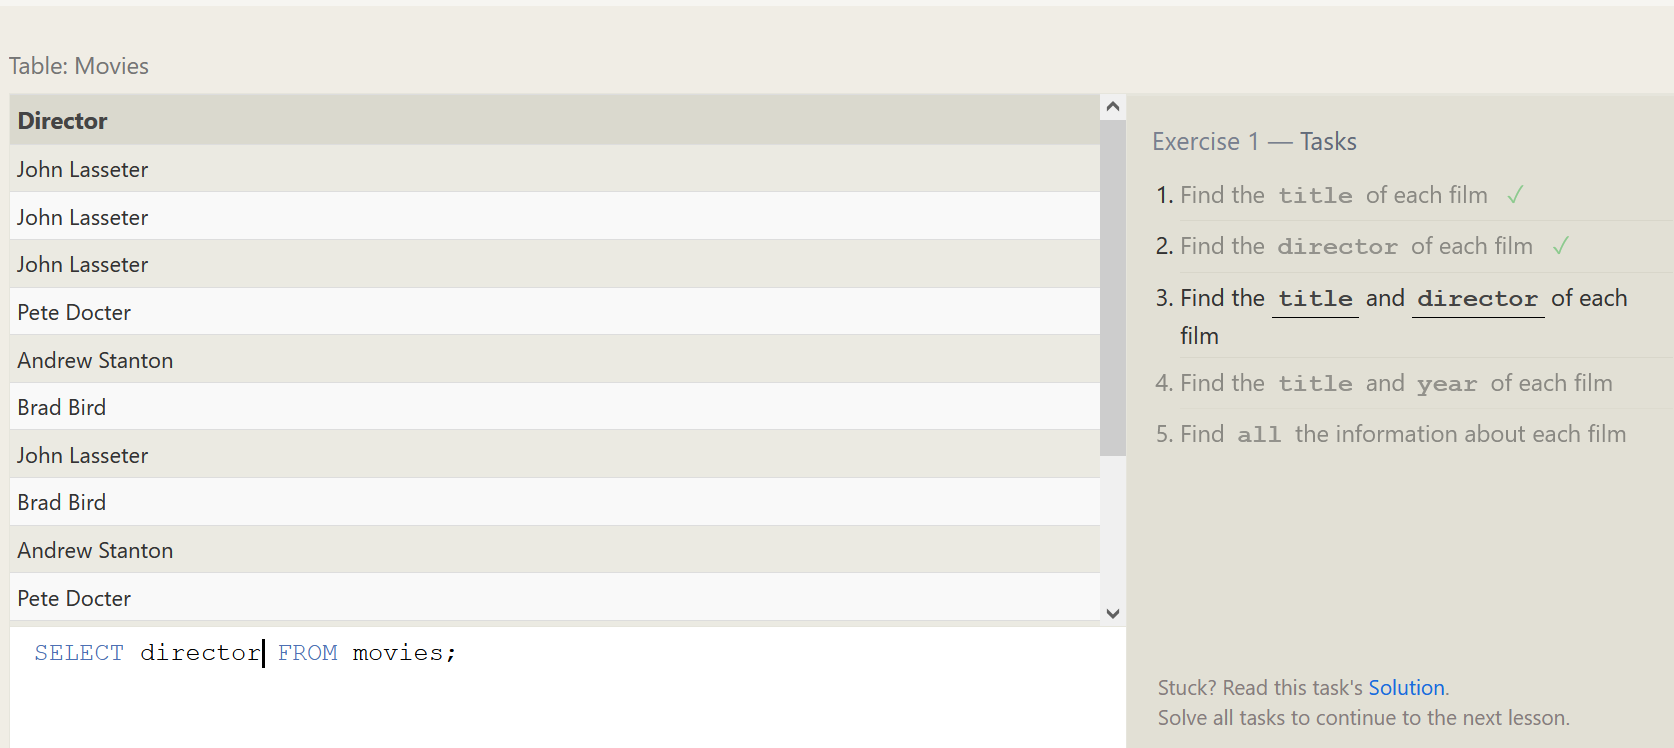 Table: Movies
Director
John Lasseter
John Lasseter
John Lasseter
Pete Docter
Andrew Stanton
Brad Bird
John Lasseter
Brad Bird
Andrew Stanton
Pete Docter
SELECT director FROM movies;
Exercise 1 — Tasks
1. Find the title of each film ✓
2. Find the director of each film ✓
3. Find the title and director of each
film
4. Find the title and year of each film
5. Find all the information about each film
Stuck? Read this task's Solution.
Solve all tasks to continue to the next lesson.